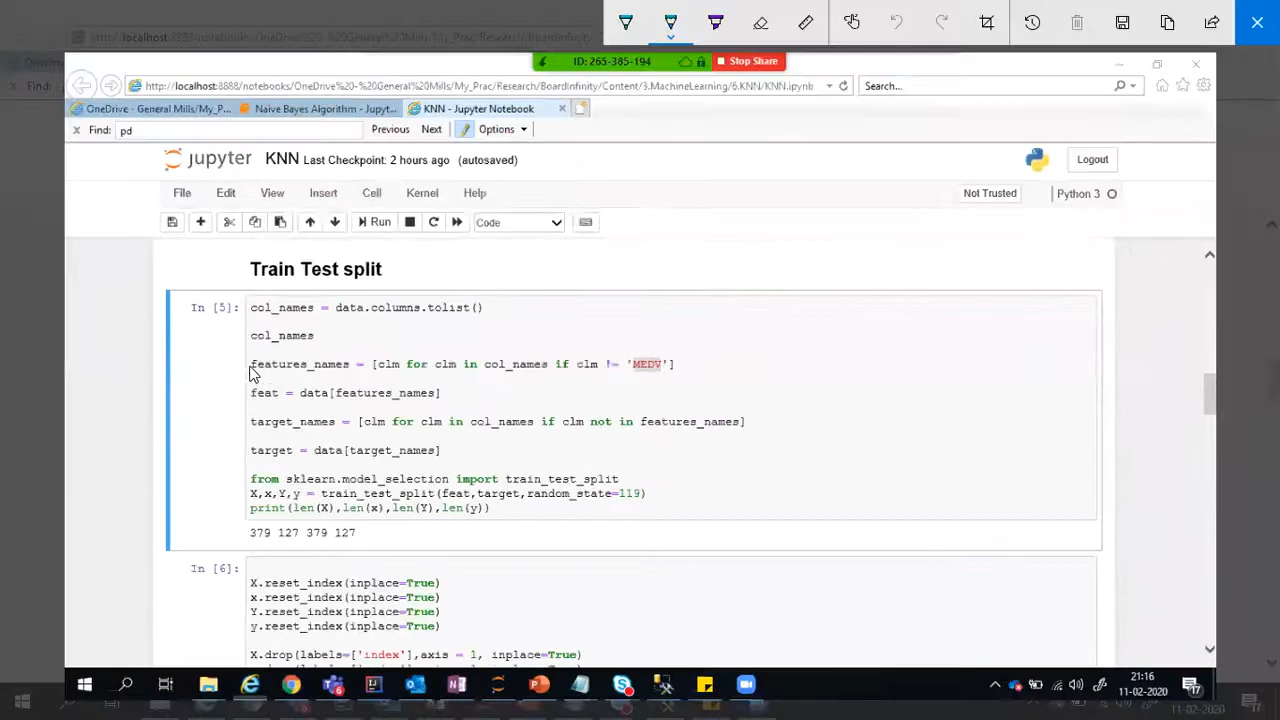 ID: 265-385-194
Stop Share
http://localhost:8888/notebooks/OneDrive%20-%20General%20Mills/My_Prac/Research/BoardInfinity/Content/3.MachineLearning/6.KNN/KNN.ipynb
Search...
OneDrive - General Mills/My_P...
Naive Bayes Algorithm - Jupyt...
KNN - Jupyter Notebook
Find: pd
Previous Next Options
jupyter KNN Last Checkpoint: 2 hours ago (autosaved)
Logout
File Edit View Insert Cell Kernel Help
Not Trusted
Python 3
Run
Code
Train Test split
In [5]: col_names = data.columns.tolist()
col_names
features_names = [clm for clm in col_names if clm != 'MEDV']
feat = data[features_names]
target_names = [clm for clm in col_names if clm not in features_names]
target = data[target_names]
from sklearn.model_selection import train_test_split
X,x,Y,y = train_test_split(feat,target,random_state=119)
print(len(X),len(x),len(Y),len(y))
379 127 379 127
In [6]:
X.reset_index(inplace=True)
x.reset_index(inplace=True)
Y.reset_index(inplace=True)
y.reset_index(inplace=True)
X.drop(labels=['index'],axis = 1, inplace=True)
21:16
11-02-2020
17
11-02-2020